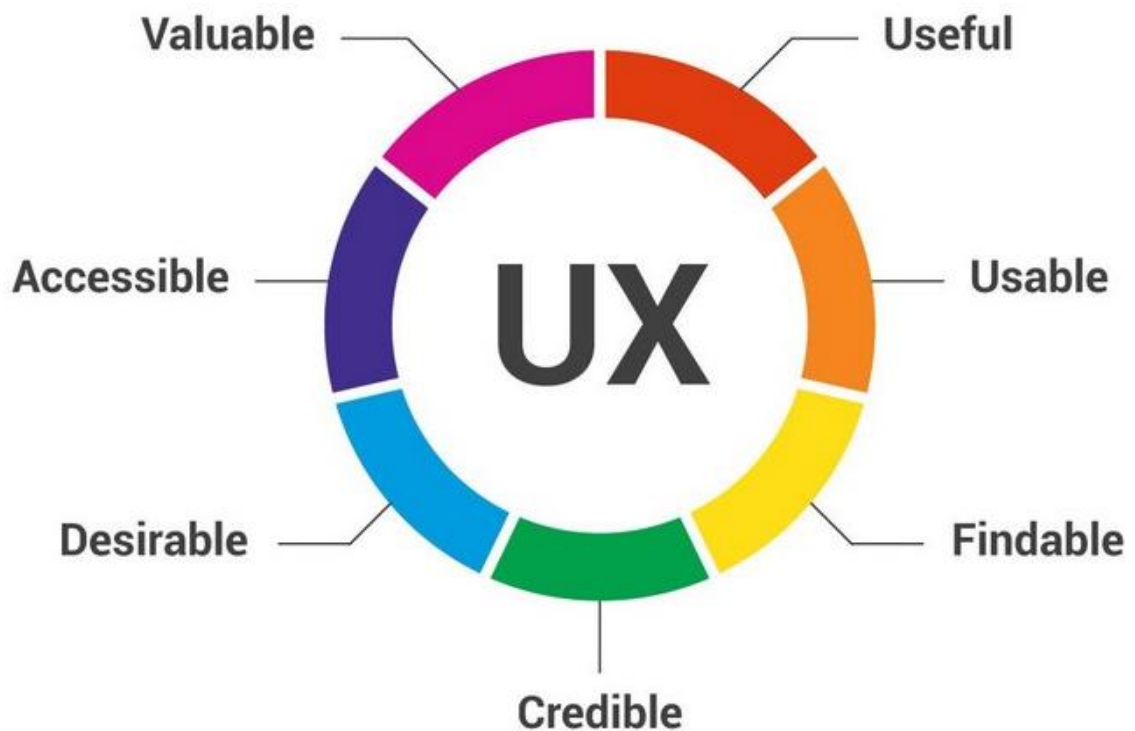 Valuable
Useful
Accessible
UX
Usable
Desirable
Findable
Credible